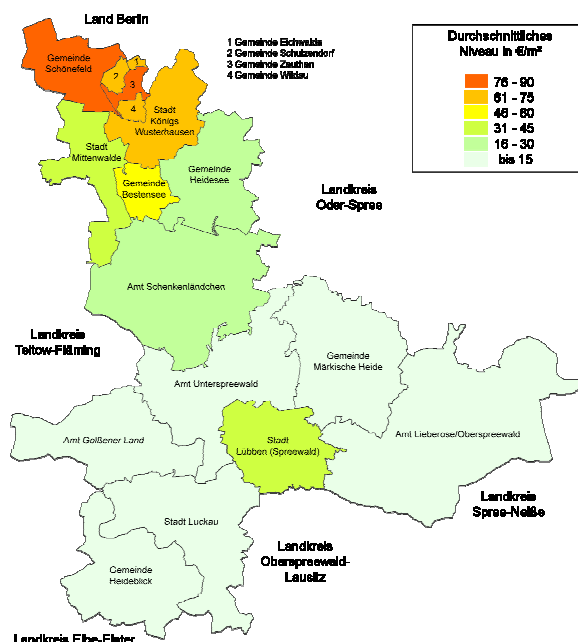 Land Berlin
1 Gemeinde Eichwalde
2 Gemeinde Schulzendorf
3 Gemeinde Zeuthen
4 Gemeinde Wildau
Durchschnittliches
Niveau in €/m²
76 - 90
61 - 75
46 - 60
31 - 45
16 - 30
bis 15
Gemeinde
Schönefeld
1
2
3
4
Stadt
Königs
Wusterhausen
Stadt
Mittenwalde
Gemeinde
Bestensee
Gemeinde
Heidesee
Landkreis
Oder-Spree
Amt Schenkenländchen
Landkreis
Teltow-Fläming
Gemeinde
Märkische Heide
Amt Unterspreewald
Amt Golßener Land
Stadt
Lübben (Spreewald)
Amt Lieberose/Oberspreewald
Landkreis
Spree-Neiße
Stadt Luckau
Landkreis
Oberspreewald-
Lausitz
Gemeinde
Heideblick
Landkreis Elbe-Elster